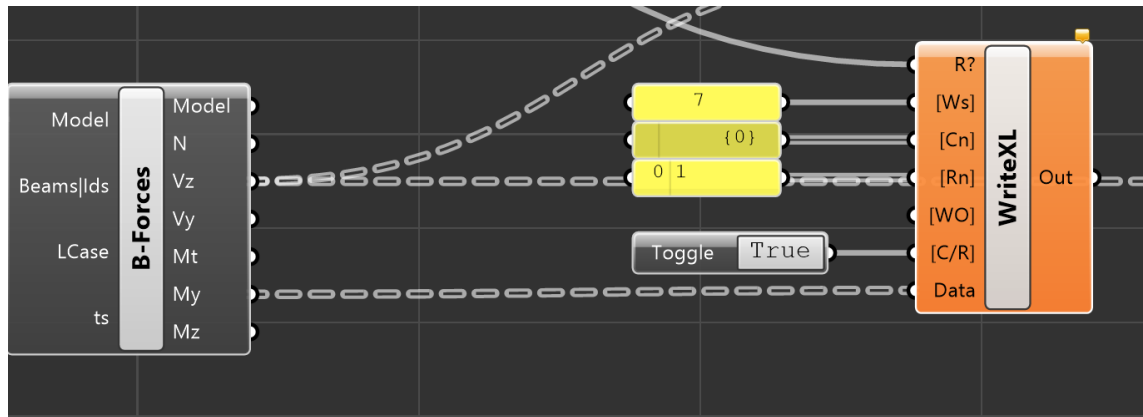 Model
Beams|Ids
LCase
ts
B-Forces
Model
N
Vz
Vy
Mt
My
Mz
7
{0}
0 1
Toggle True
R?
[Ws]
[Cn]
[Rn]
[WO]
[C/R]
Data
WriteXL
Out